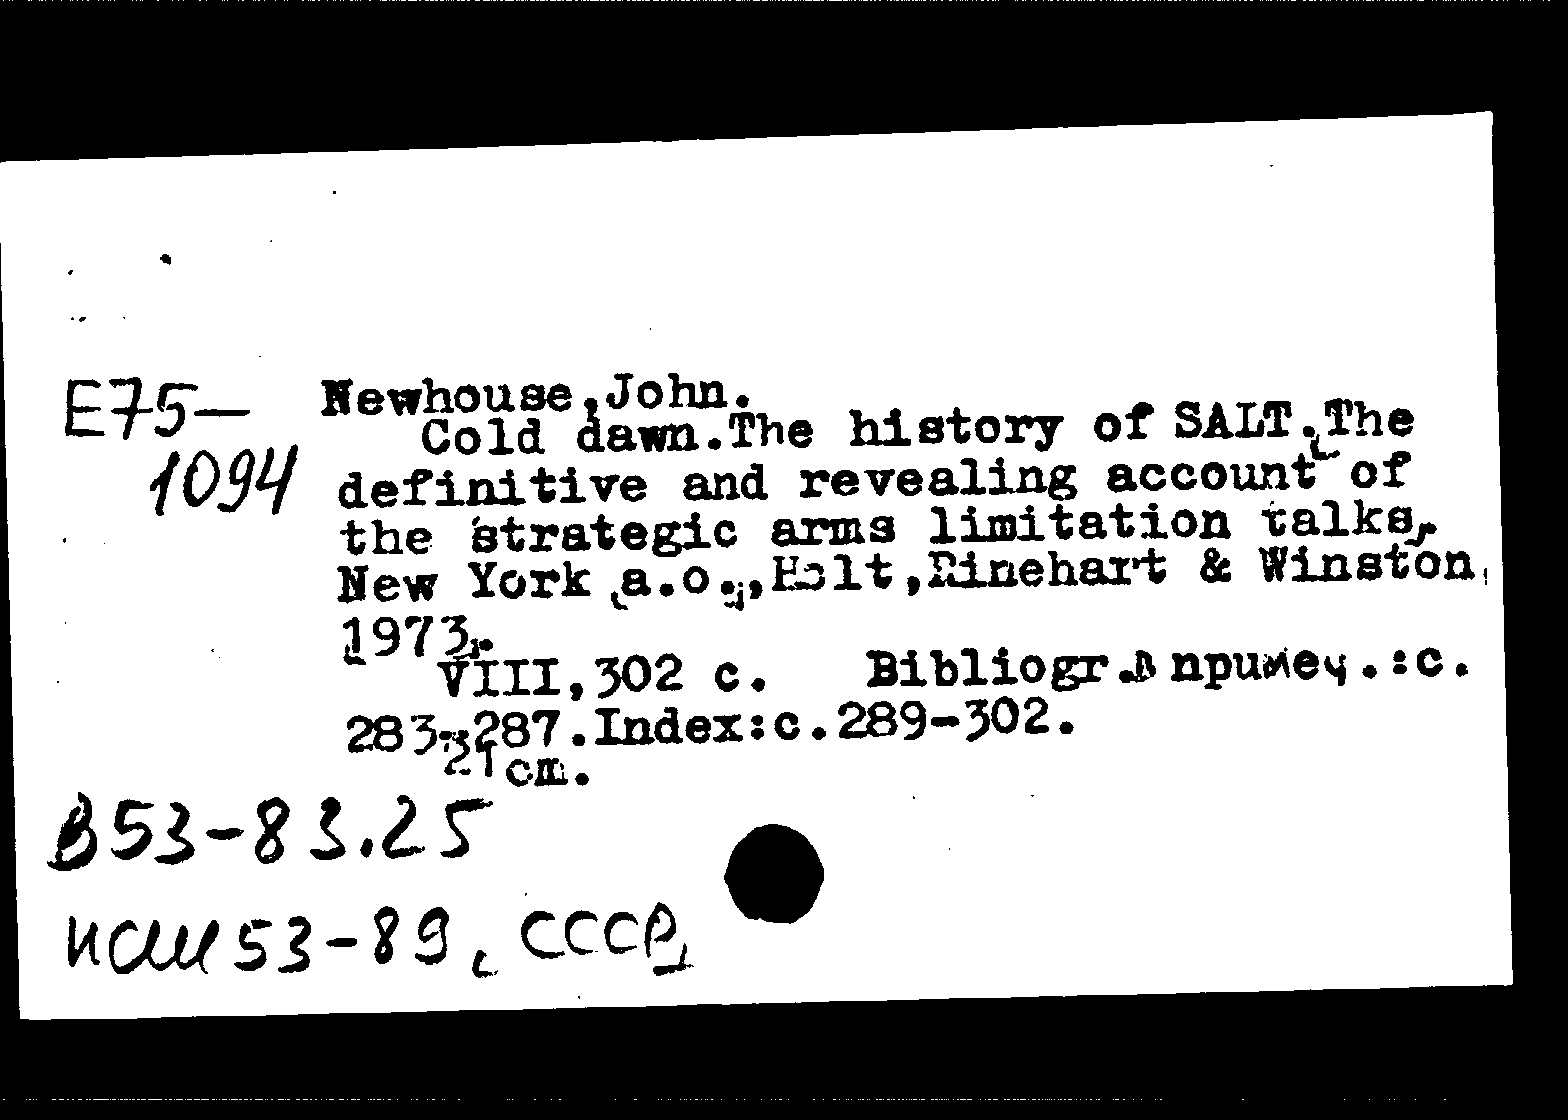 E75-
1094
Newhouse,John.
Cold dawn.The history of SALT.[The
definitive and revealing account of
the strategic arms limitation talks].
New York [a.o.],Holt,Rinehart & Winston,
[1973].
VIII,302 c. Bibliogr.в примеч.:c.
283-287.Index:c.289-302.
21 cm.
B53-83.25
исш53-89, [СССР]